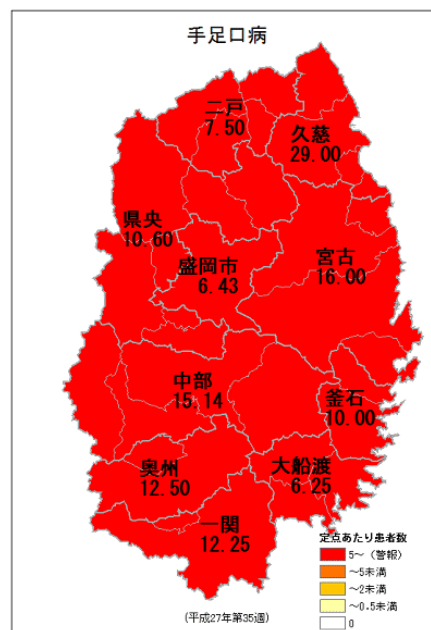 手足口病
二戸
7.50
久慈
29.00
県央
10.60
盛岡市
6.43
宮古
16.00
中部
15.14
釜石
10.00
奥州
12.50
大船渡
6.25
一関
12.25
定点あたり患者数
5～（警報）
～5未満
～2未満
～0.5未満
0
(平成27年第35週)